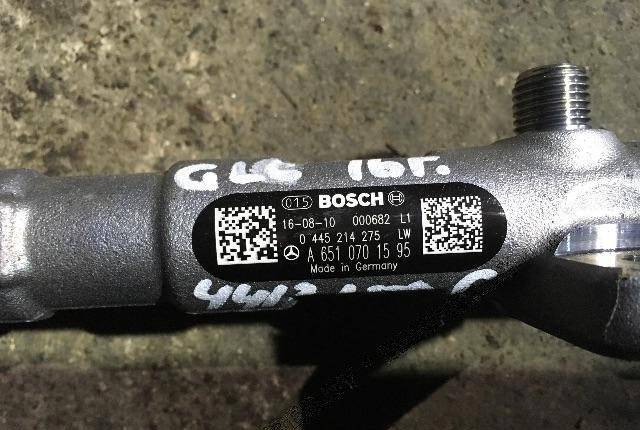 GLC 16г.
015 BOSCH
16-08-10 000682 L1
0 445 214 275 LW
A 651 070 15 95
Made in Germany